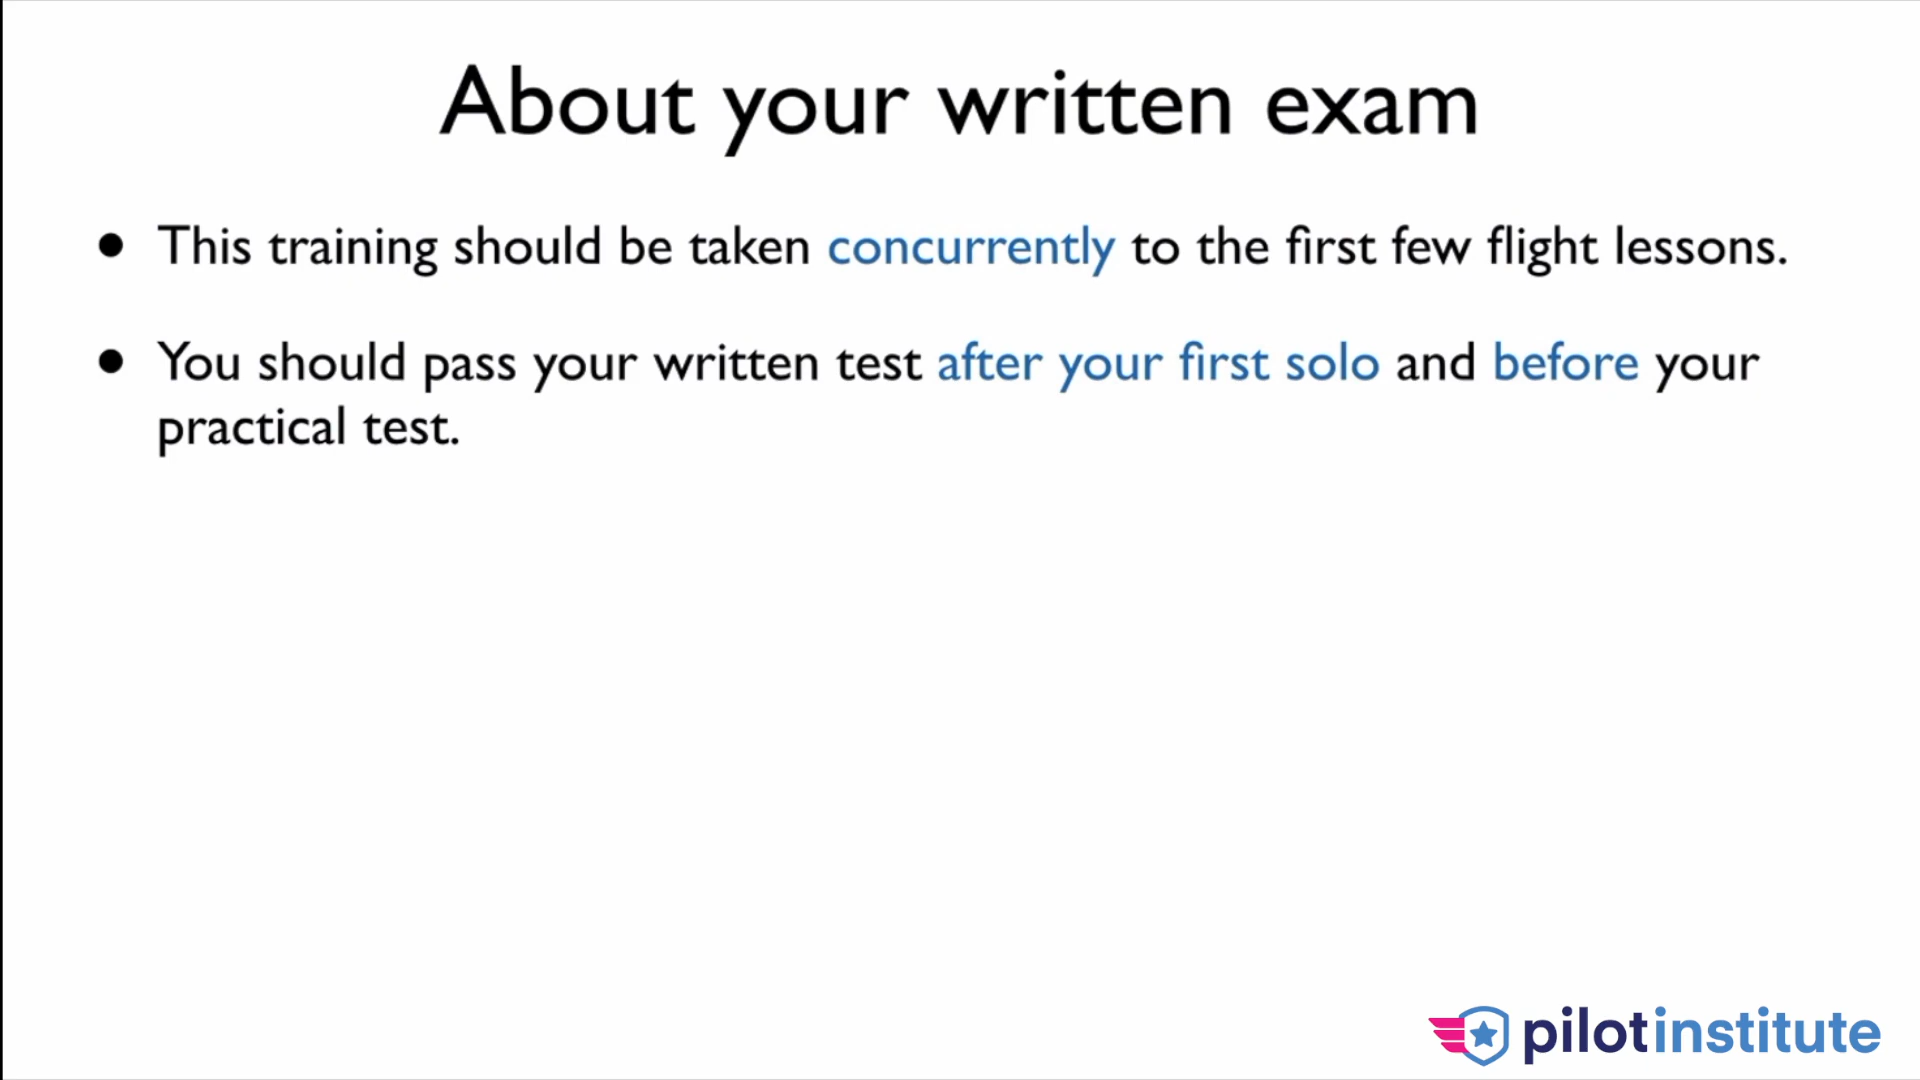 About your written exam
• This training should be taken concurrently to the first few flight lessons.
• You should pass your written test after your first solo and before your
practical test.
pilotinstitute